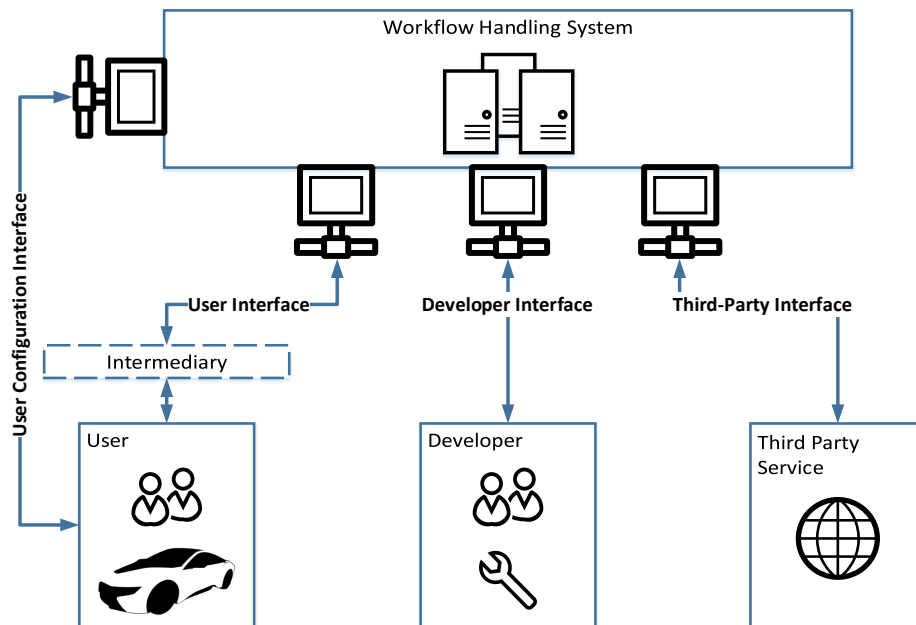 Workflow Handling System
User Configuration Interface
User Interface
Developer Interface
Third-Party Interface
Intermediary
User
Developer
Third Party
Service